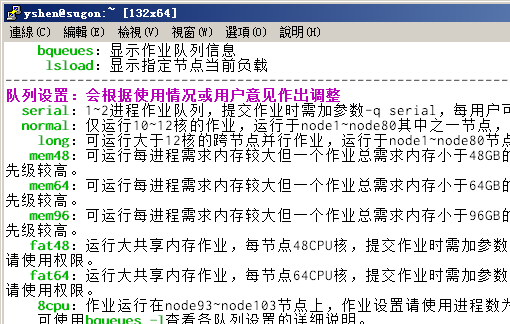 yshen@sugon:~ [132x64]
連線(C) 編輯(E) 檢視(V) 視窗(W) 選項(O) 說明(H)
bqueues: 显示作业队列信息
lsload: 显示指定节点当前负载
--------------------------------------------------------------------
队列设置: 会根据使用情况或用户意见作出调整
serial: 1~2进程作业队列, 提交作业时需加参数-q serial, 每用户可
normal: 仅运行10~12核的作业, 运行于node1~node80其中之一节点,
long: 可运行大于12核的跨节点并行作业, 运行于node1~node80节点
mem48: 可运行每进程需求内存较大但一个作业总需求内存小于48GB的
先级较高。
mem64: 可运行每进程需求内存较大但一个作业总需求内存小于64GB的
先级较高。
mem96: 可运行每进程需求内存较大但一个作业总需求内存小于96GB的
先级较高。
fat48: 运行大共享内存作业, 每节点48CPU核, 提交作业时需加参数
请使用权限。
fat64: 运行大共享内存作业, 每节点64CPU核, 提交作业时需加参数
请使用权限。
8cpu: 作业运行在node93~node103节点上, 作业设置请使用进程数为
可使用bqueues -l查看各队列设置的详细说明。